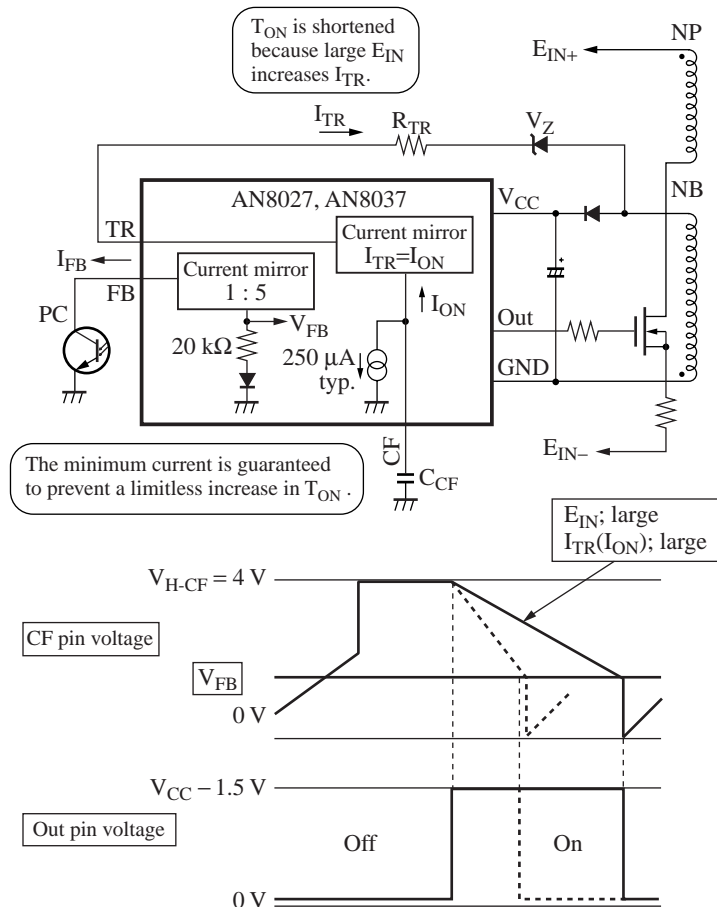 T_ON is shortened
because large E_IN
increases I_TR.
NP
E_IN+
I_TR
R_TR
V_Z
NB
AN8027, AN8037
V_CC
TR
Current mirror
I_TR=I_ON
I_FB
FB
Current mirror
1 : 5
I_ON
PC
V_FB
Out
20 kΩ
250 μA
typ.
GND
+
CF
C_CF
E_IN−
The minimum current is guaranteed
to prevent a limitless increase in T_ON .
E_IN; large
I_TR(I_ON); large
V_H-CF = 4 V
CF pin voltage
V_FB
0 V
V_CC − 1.5 V
Out pin voltage
Off
On
0 V